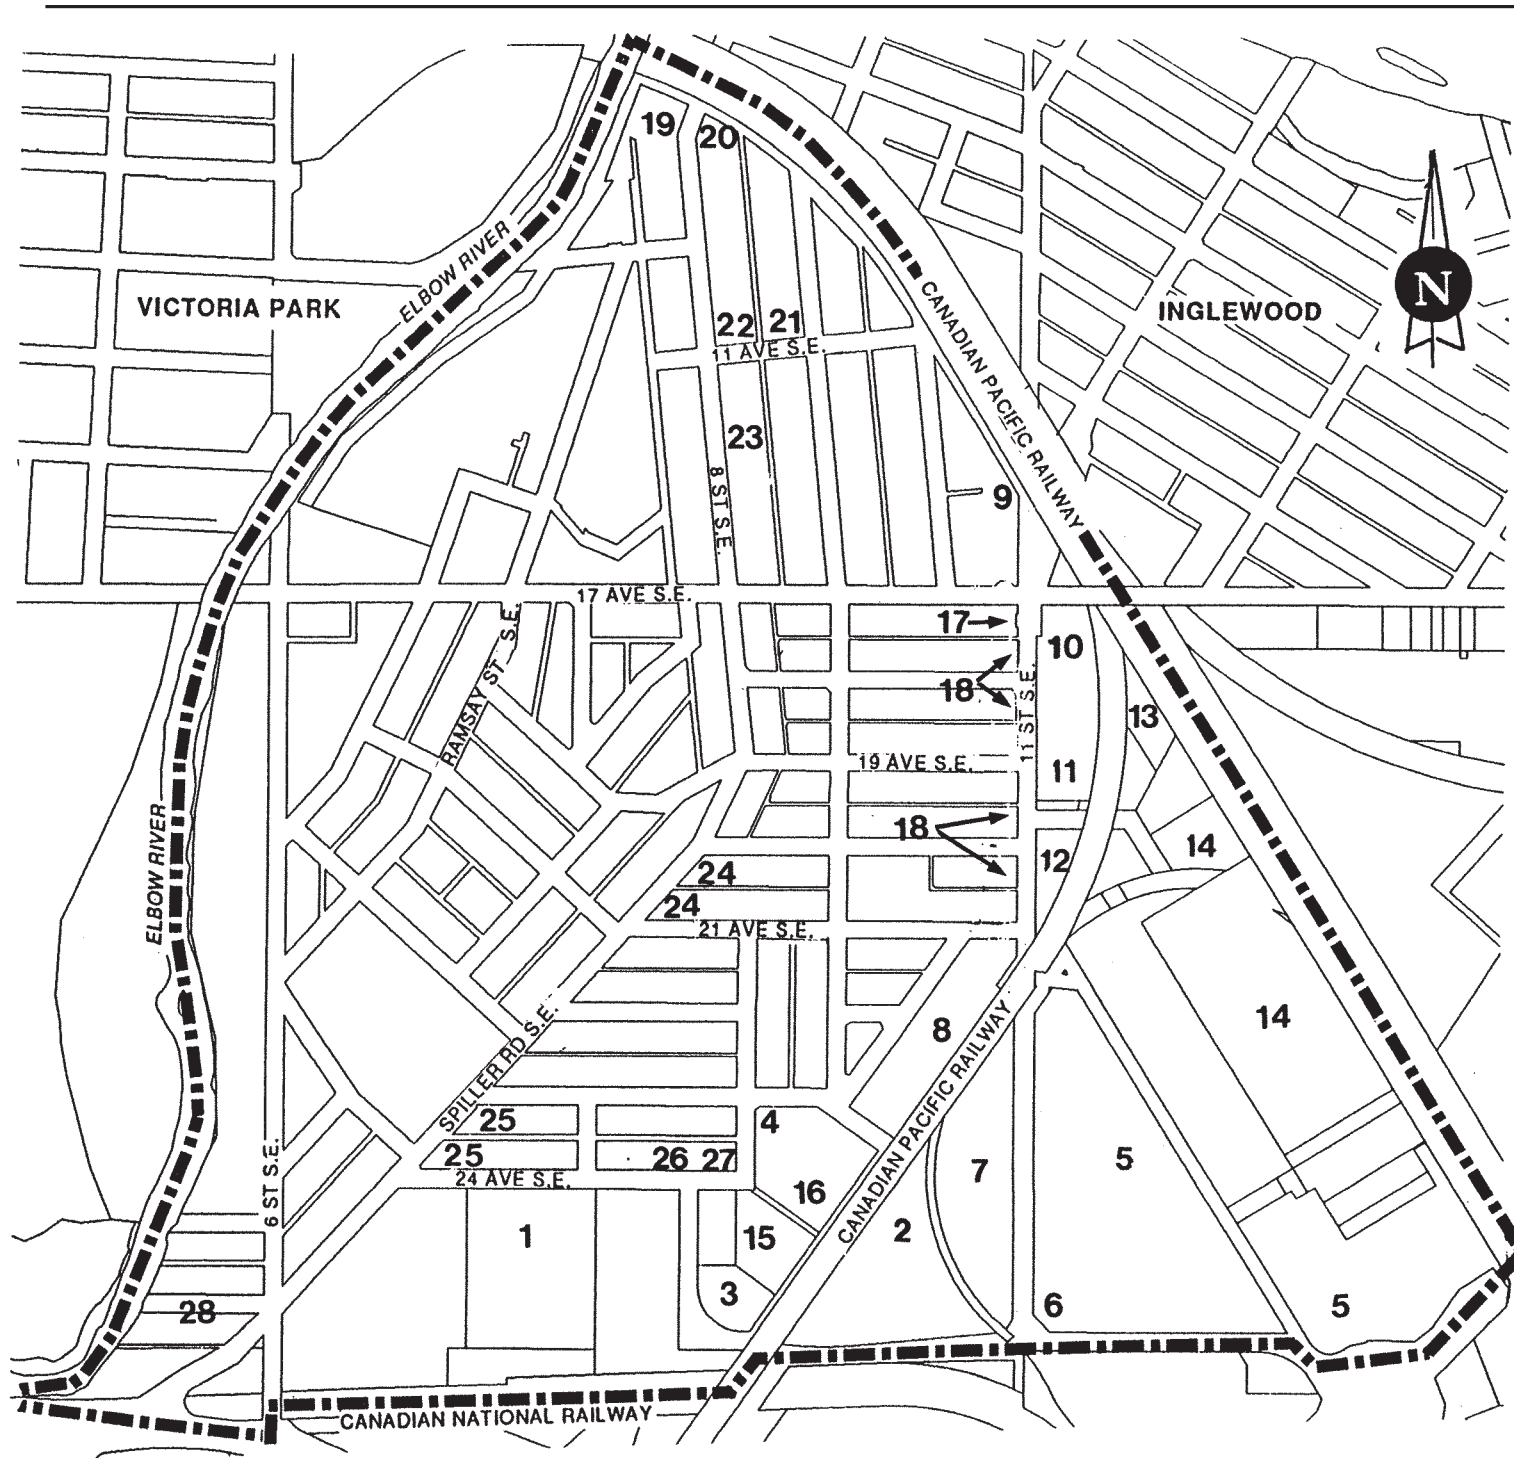 19
20
ELBOW RIVER
VICTORIA PARK
CANADIAN PACIFIC RAILWAY
INGLEWOOD
N
22
21
11 AVE S.E.
23
8 ST S.E.
9
17 AVE S.E.
RAMSAY ST S.E.
17
10
18
11 ST S.E.
13
19 AVE S.E.
11
18
12
14
24
24
21 AVE S.E.
ELBOW RIVER
14
8
SPILLER RD S.E.
CANADIAN PACIFIC RAILWAY
25
4
25
26
27
24 AVE S.E.
7
5
6 ST S.E.
16
1
15
2
3
6
5
28
CANADIAN NATIONAL RAILWAY